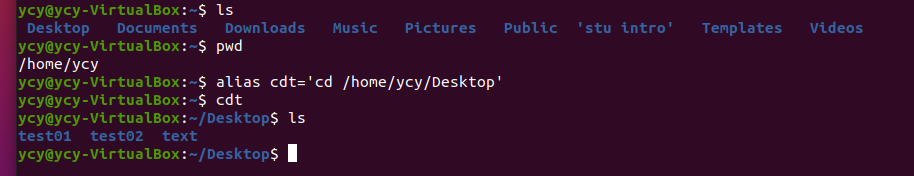 ycy@ycy-VirtualBox:~$ ls
Desktop Documents Downloads Music Pictures Public 'stu intro' Templates Videos
ycy@ycy-VirtualBox:~$ pwd
/home/ycy
ycy@ycy-VirtualBox:~$ alias cdt='cd /home/ycy/Desktop'
ycy@ycy-VirtualBox:~$ cdt
ycy@ycy-VirtualBox:~/Desktop$ ls
test01 test02 text
ycy@ycy-VirtualBox:~/Desktop$